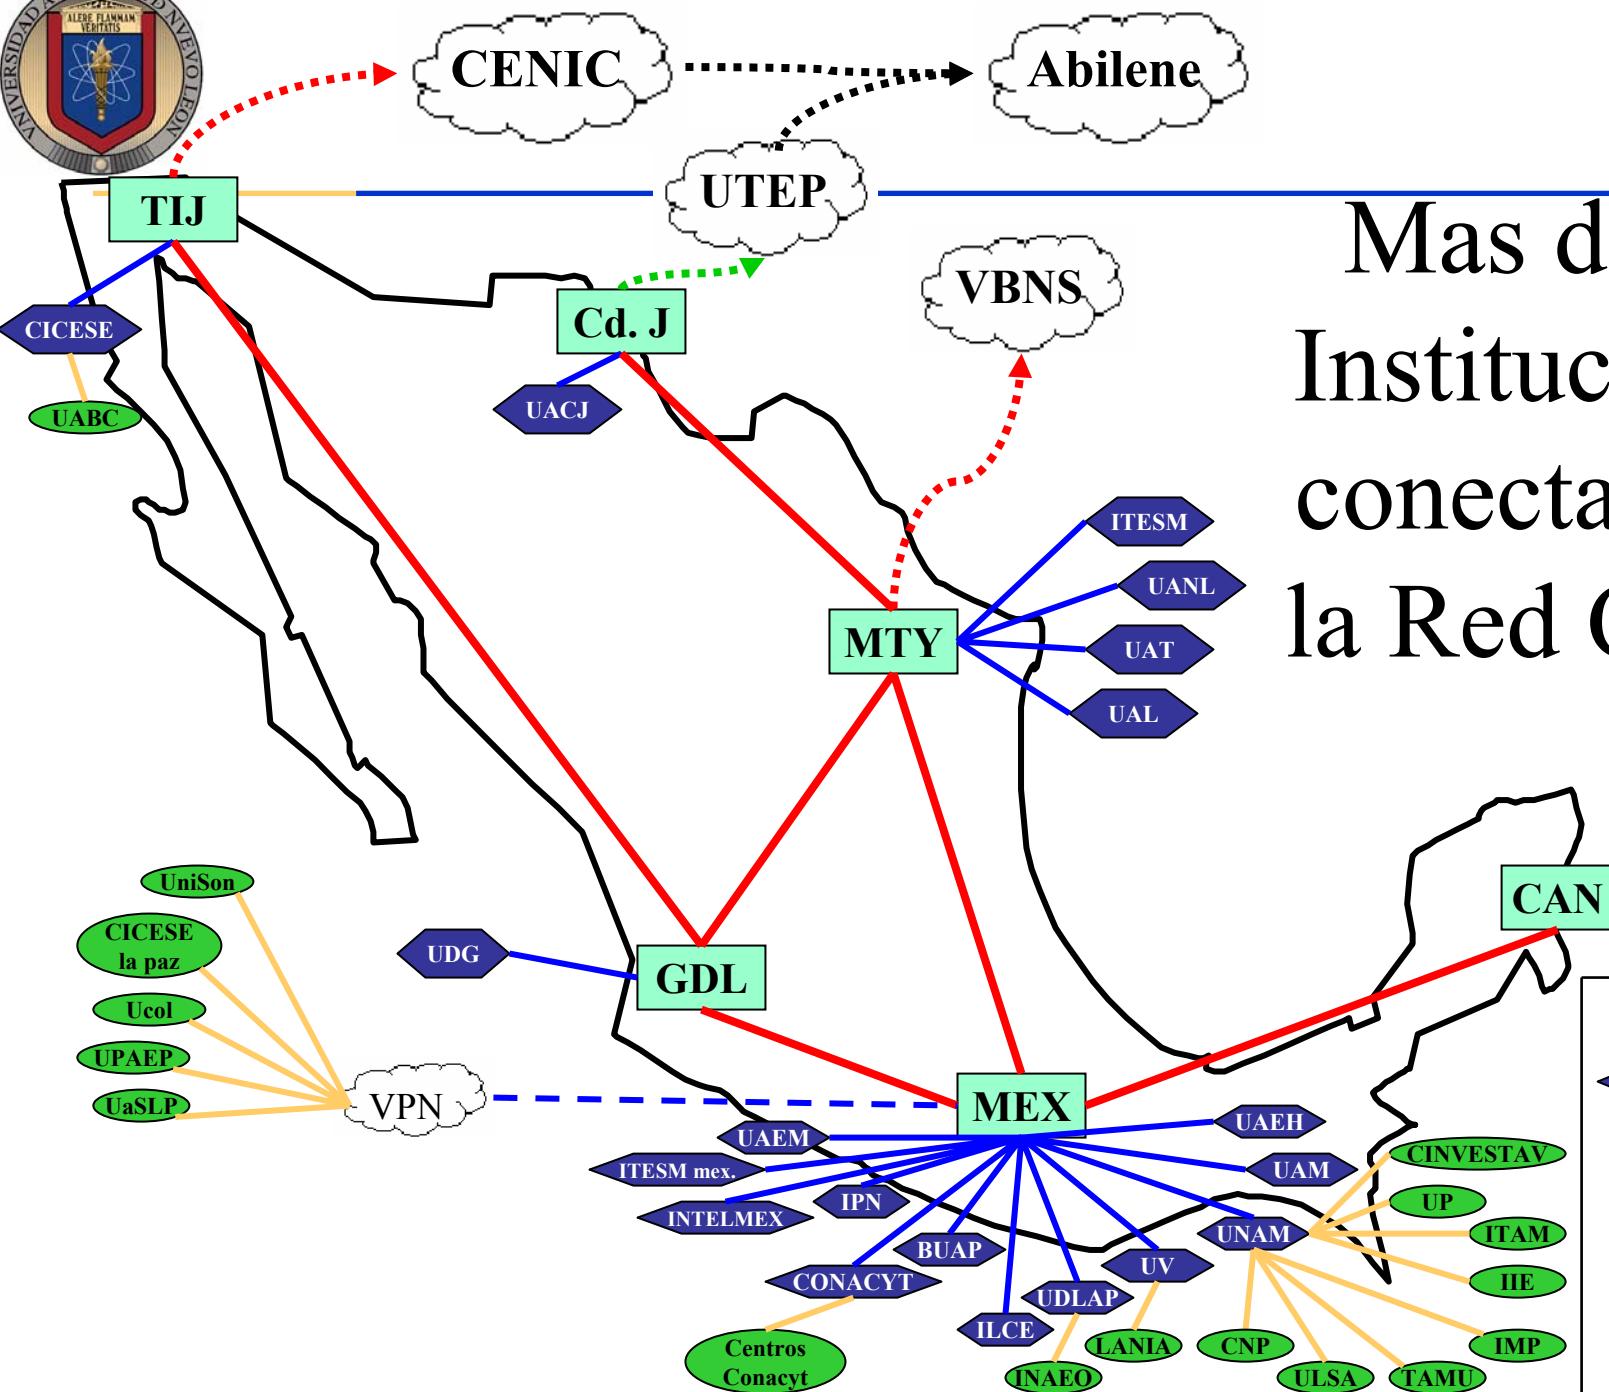 ALERE FLAMMAM
VERITATIS
CENIC
Abilene
UTEP
TIJ
Mas d
VBNS
Cd. J
CICESE
Instituc
UACJ
UABC
conecta
ITESM
UANL
la Red
MTY
UAT
UAL
UniSon
CAN
CICESE
la paz
UDG
GDL
Ucol
UPAEP
VPN
UaSLP
MEX
UAEH
UAEM
CINVESTAV
ITESM mex.
UAM
IPN
UP
INTELMEX
UNAM
ITAM
BUAP
UV
CONACYT
IIE
UDLAP
ILCE
LANIA
CNP
IMP
Centros
Conacyt
INAEO
ULSA
TAMU